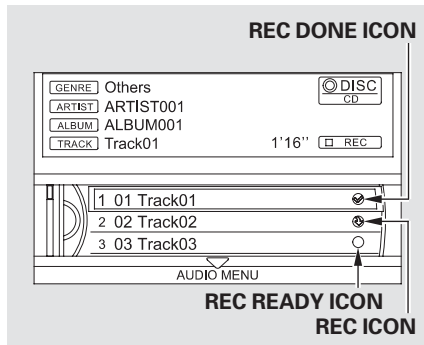 REC DONE ICON
GENRE Others
DISC
CD
ARTIST ARTIST001
ALBUM ALBUM001
TRACK Track01 1'16'' REC
1 01 Track01
2 02 Track02
3 03 Track03
AUDIO MENU
REC READY ICON
REC ICON